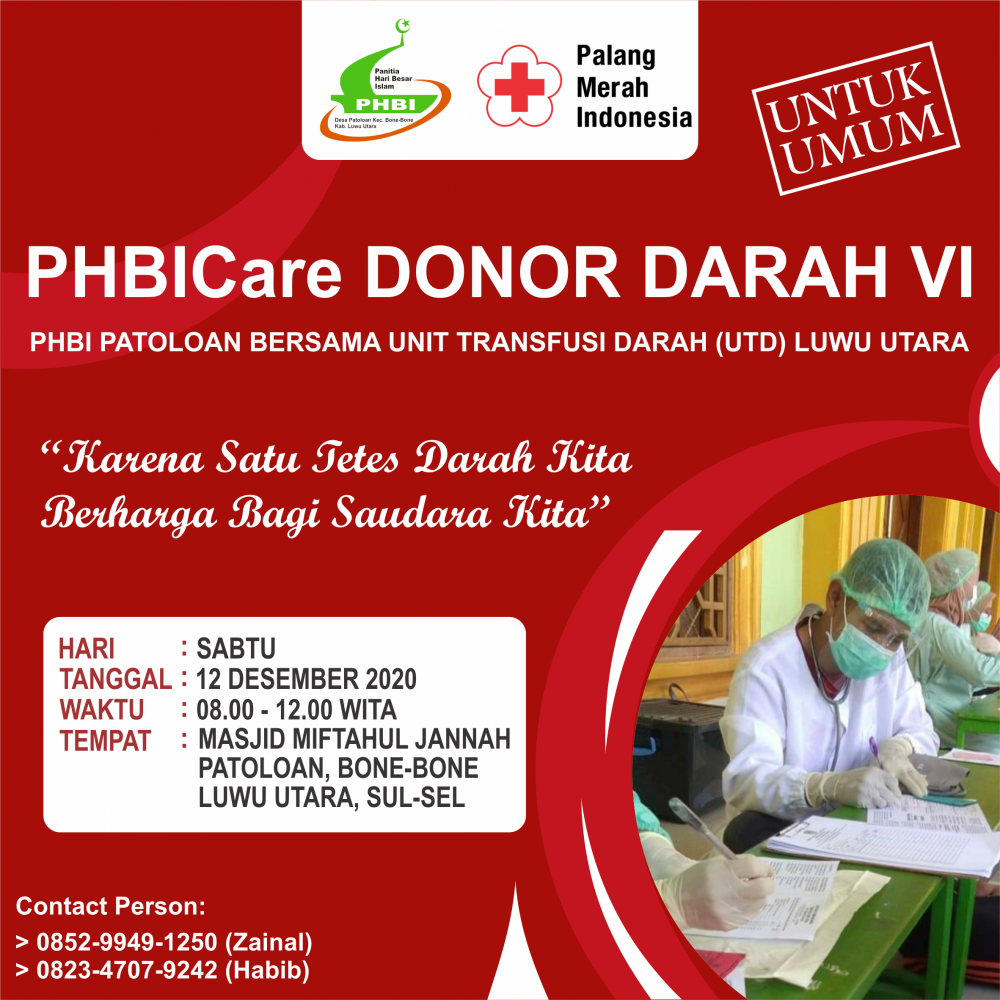 Panitia
Hari Besar
Islam
PHBI
Desa Patoloan Kec. Bone-Bone
Kab. Luwu Utara
Palang
Merah
Indonesia
UNTUK
UMUM
PHBICare DONOR DARAH VI
PHBI PATOLOAN BERSAMA UNIT TRANSFUSI DARAH (UTD) LUWU UTARA
“Karena Satu Tetes Darah Kita
Berharga Bagi Saudara Kita”
HARI : SABTU
TANGGAL : 12 DESEMBER 2020
WAKTU : 08.00 - 12.00 WITA
TEMPAT : MASJID MIFTAHUL JANNAH
PATOLOAN, BONE-BONE
LUWU UTARA, SUL-SEL
Contact Person:
> 0852-9949-1250 (Zainal)
> 0823-4707-9242 (Habib)